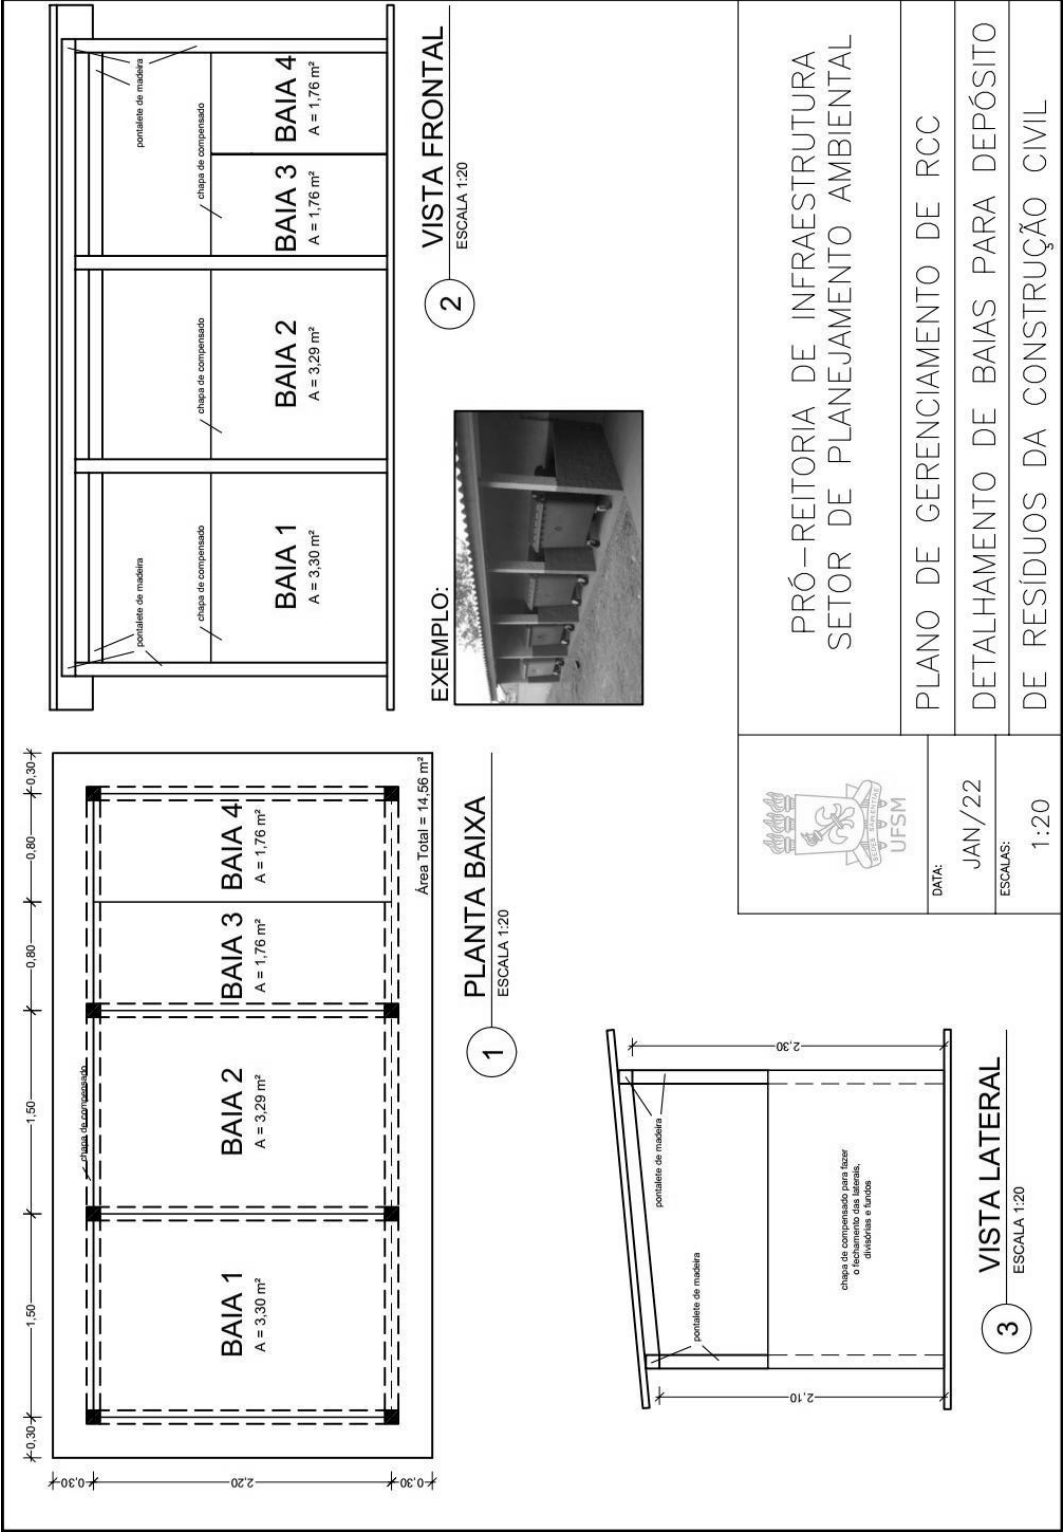 0,30
1,50
1,50
0,80
0,80
0,30
0,30
2,20
0,30
chapa de compensado
BAIA 1
A = 3,30 m²
BAIA 2
A = 3,29 m²
BAIA 3
A = 1,76 m²
BAIA 4
A = 1,76 m²
Área Total = 14,56 m²
1
PLANTA BAIXA
ESCALA 1:20
pontalete de madeira
pontalete de madeira
chapa de compensado
chapa de compensado
chapa de compensado
BAIA 1
A = 3,30 m²
BAIA 2
A = 3,29 m²
BAIA 3
A = 1,76 m²
BAIA 4
A = 1,76 m²
2
VISTA FRONTAL
ESCALA 1:20
EXEMPLO:
2,10
2,30
pontalete de madeira
pontalete de madeira
chapa de compensado para fazer
o fechamento das laterais,
divisórias e fundos
3
VISTA LATERAL
ESCALA 1:20
SEDES SAPIENTIAE
UFSM
PRÓ-REITORIA DE INFRAESTRUTURA
SETOR DE PLANEJAMENTO AMBIENTAL
DATA:
JAN/22
PLANO DE GERENCIAMENTO DE RCC
DETALHAMENTO DE BAIAS PARA DEPÓSITO
ESCALAS:
1:20
DE RESÍDUOS DA CONSTRUÇÃO CIVIL